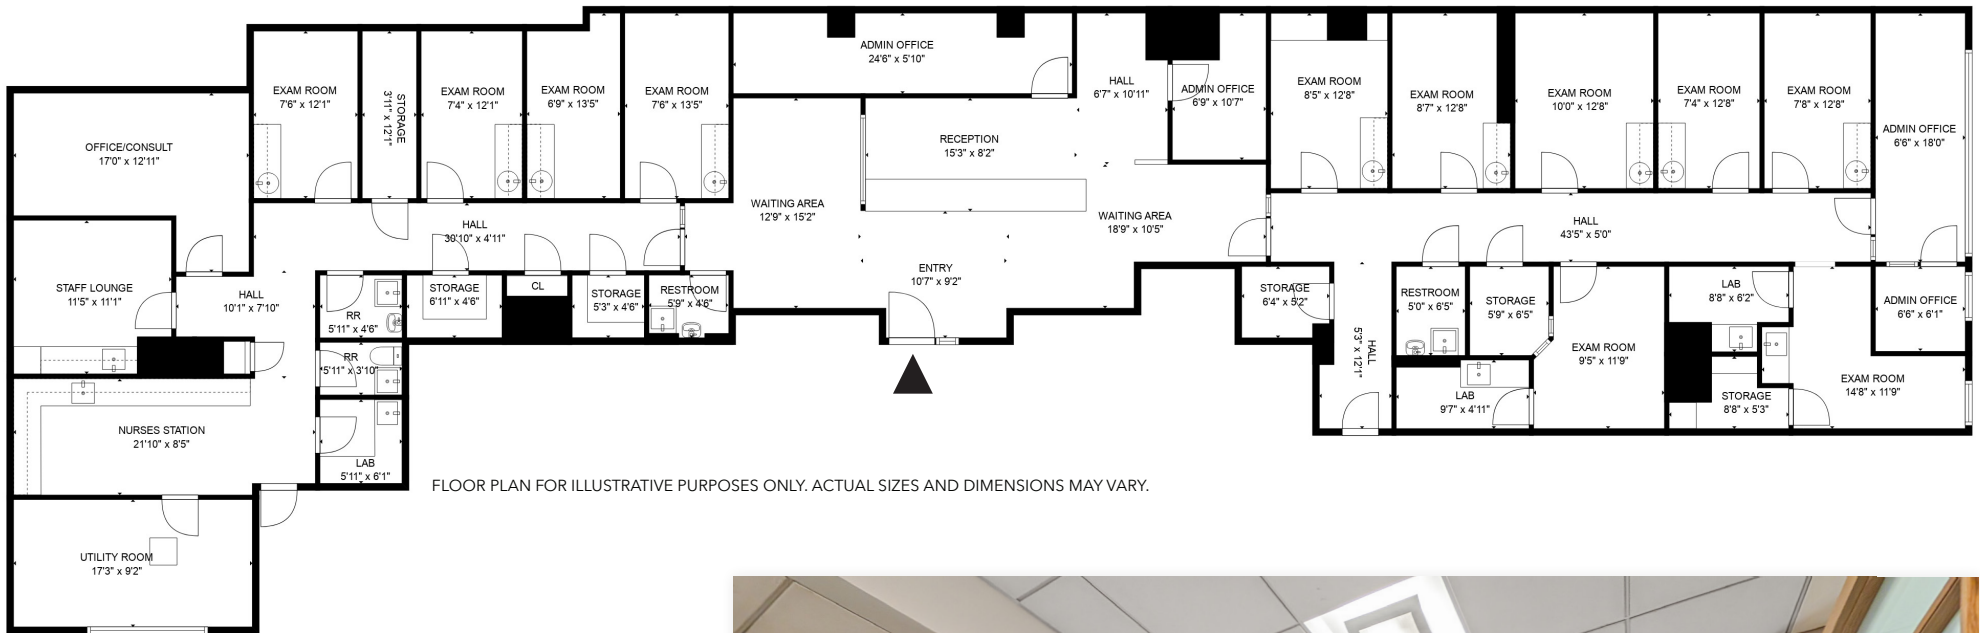 EXAM ROOM
7'6" x 12'1"
STORAGE
3'11" x 12'1"
EXAM ROOM
7'4" x 12'1"
EXAM ROOM
6'9" x 13'5"
EXAM ROOM
7'6" x 13'5"
ADMIN OFFICE
24'6" x 5'10"
HALL
6'7" x 10'11"
ADMIN OFFICE
6'9" x 10'7"
EXAM ROOM
8'5" x 12'8"
EXAM ROOM
8'7" x 12'8"
EXAM ROOM
10'0" x 12'8"
EXAM ROOM
7'4" x 12'8"
EXAM ROOM
7'8" x 12'8"
ADMIN OFFICE
6'6" x 18'0"
OFFICE/CONSULT
17'0" x 12'11"
RECEPTION
15'3" x 8'2"
WAITING AREA
12'9" x 15'2"
WAITING AREA
18'9" x 10'5"
HALL
30'10" x 4'11"
HALL
43'5" x 5'0"
ENTRY
10'7" x 9'2"
STAFF LOUNGE
11'5" x 11'1"
HALL
10'1" x 7'10"
RR
5'11" x 4'6"
STORAGE
6'11" x 4'6"
CL
STORAGE
5'3" x 4'6"
RESTROOM
5'9" x 4'6"
STORAGE
6'4" x 5'2"
HALL
5'3" x 12'1"
RESTROOM
5'0" x 6'5"
STORAGE
5'9" x 6'5"
EXAM ROOM
9'5" x 11'9"
LAB
8'8" x 6'2"
ADMIN OFFICE
6'6" x 6'1"
RR
5'11" x 3'10"
LAB
9'7" x 4'11"
STORAGE
8'8" x 5'3"
EXAM ROOM
14'8" x 11'9"
NURSES STATION
21'10" x 8'5"
LAB
5'11" x 6'1"
FLOOR PLAN FOR ILLUSTRATIVE PURPOSES ONLY. ACTUAL SIZES AND DIMENSIONS MAY VARY.
UTILITY ROOM
17'3" x 9'2"